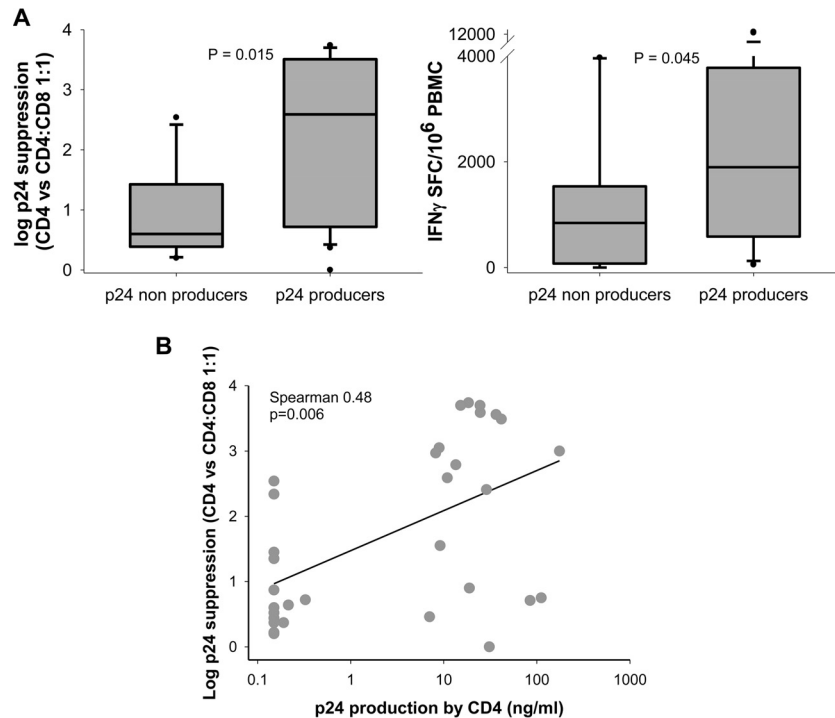 A
log p24 suppression
(CD4 vs CD4:CD8 1:1)
4
3
2
1
0
P = 0.015
p24 non producers
p24 producers
IFNγ SFC/10⁶ PBMC
12000
4000
2000
0
P = 0.045
p24 non producers
p24 producers
B
Log p24 suppression (CD4 vs CD4:CD8 1:1)
4
3
2
1
0
Spearman 0.48
p=0.006
0.1
1
10
100
1000
p24 production by CD4 (ng/ml)